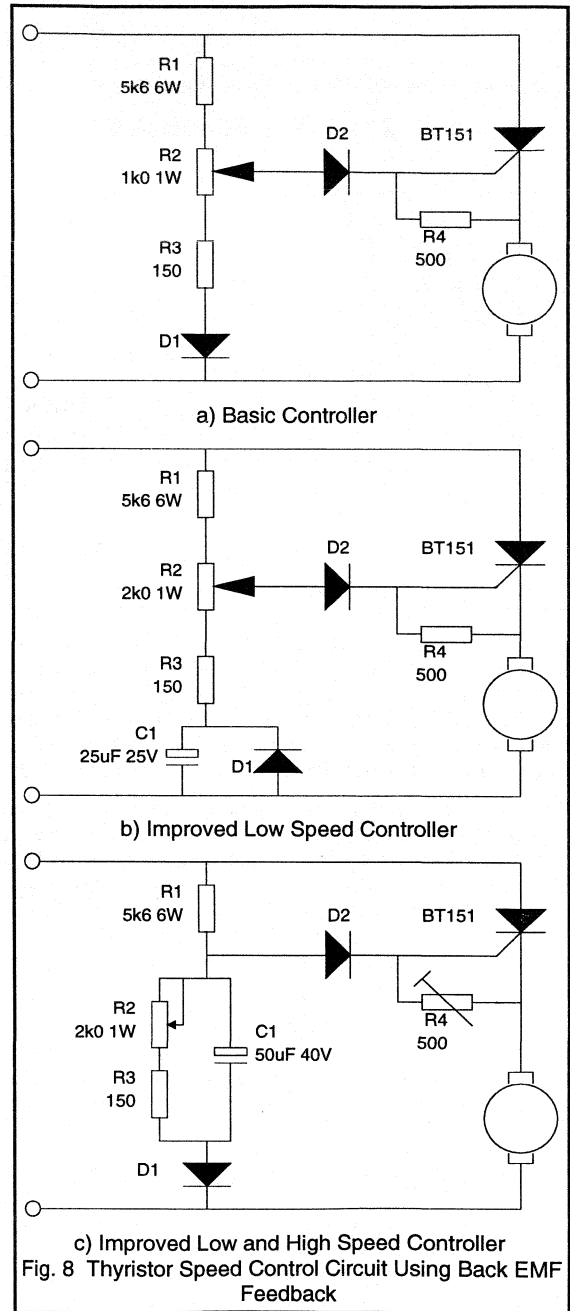 R1
5k6 6W
D2
BT151
R2
1k0 1W
R4
500
R3
150
D1
a) Basic Controller
R1
5k6 6W
D2
BT151
R2
2k0 1W
R4
500
R3
150
C1
25uF 25V
D1
b) Improved Low Speed Controller
R1
5k6 6W
D2
BT151
R2
2k0 1W
C1
50uF 40V
R4
500
R3
150
D1
c) Improved Low and High Speed Controller
Fig. 8 Thyristor Speed Control Circuit Using Back EMF
Feedback